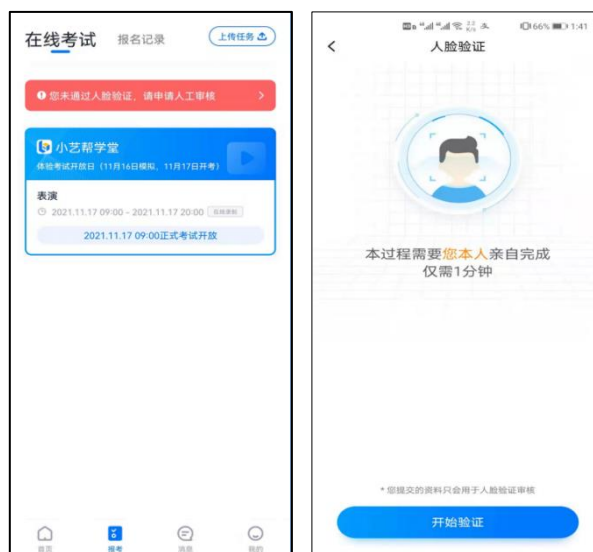 在线考试
报名记录
上传任务
您未通过人脸验证，请申请人工审核
小艺帮学堂
体验考试开放日（11月16日模拟，11月17日开考）
表演
2021.11.17 09:00 - 2021.11.17 20:00
2021.11.17 09:00正式考试开放
首页
报考
消息
我的
66% 1:41
人脸验证
本过程需要您本人亲自完成
仅需1分钟
* 您提交的资料只会用于人脸验证审核
开始验证